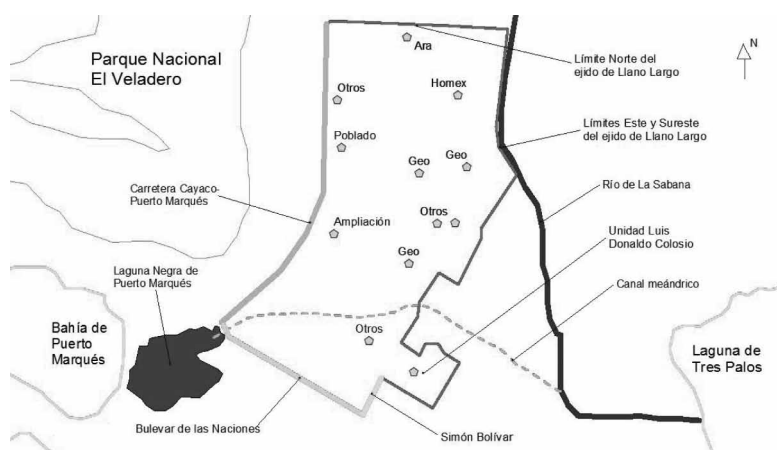 Parque Nacional
El Veladero
Ara
Límite Norte del
ejido de Llano Largo
N
Otros
Homex
Límites Este y Sureste
del ejido de Llano Largo
Poblado
Geo
Geo
Carretera Cayaco-
Puerto Marqués
Río de La Sabana
Ampliación
Otros
Unidad Luis
Donaldo Colosio
Geo
Laguna Negra de
Puerto Marqués
Canal meándrico
Bahía de
Puerto
Marqués
Otros
Laguna de
Tres Palos
Bulevar de las Naciones
Simón Bolívar